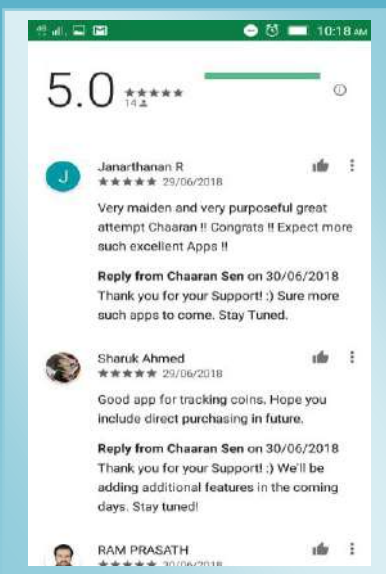 10:18 AM
5.0 ★★★★★
14
J
Janarthanan R
★★★★★ 29/06/2018
Very maiden and very purposeful great
attempt Chaaran !! Congrats !! Expect more
such excellent Apps !!
Reply from Chaaran Sen on 30/06/2018
Thank you for your Support! :) Sure more
such apps to come. Stay Tuned.
Sharuk Ahmed
★★★★★ 29/06/2018
Good app for tracking coins. Hope you
include direct purchasing in future.
Reply from Chaaran Sen on 30/06/2018
Thank you for your Support! :) We'll be
adding additional features in the coming
days. Stay tuned!
RAM PRASATH
★★★★★ 30/06/2018